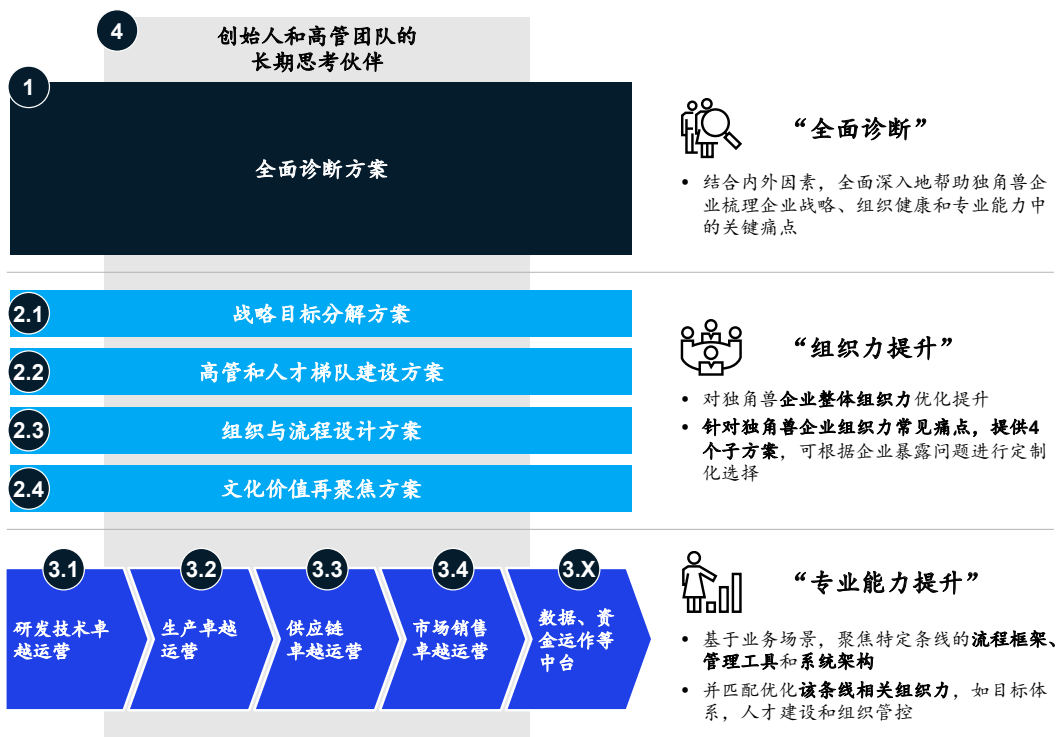 4
创始人和高管团队的
长期思考伙伴
1
全面诊断方案
“全面诊断”
• 结合内外因素，全面深入地帮助独角兽企
业梳理企业战略、组织健康和专业能力中
的关键痛点
2.1
战略目标分解方案
2.2
高管和人才梯队建设方案
2.3
组织与流程设计方案
2.4
文化价值再聚焦方案
“组织力提升”
• 对独角兽企业整体组织力优化提升
• 针对独角兽企业组织力常见痛点，提供4
个子方案，可根据企业暴露问题进行定制
化选择
3.1
研发技术卓
越运营
3.2
生产卓越
运营
3.3
供应链
卓越运营
3.4
市场销售
卓越运营
3.X
数据、资
金运作等
中台
“专业能力提升”
• 基于业务场景，聚焦特定条线的流程框架、
管理工具和系统架构
• 并匹配优化该条线相关组织力，如目标体
系，人才建设和组织管控